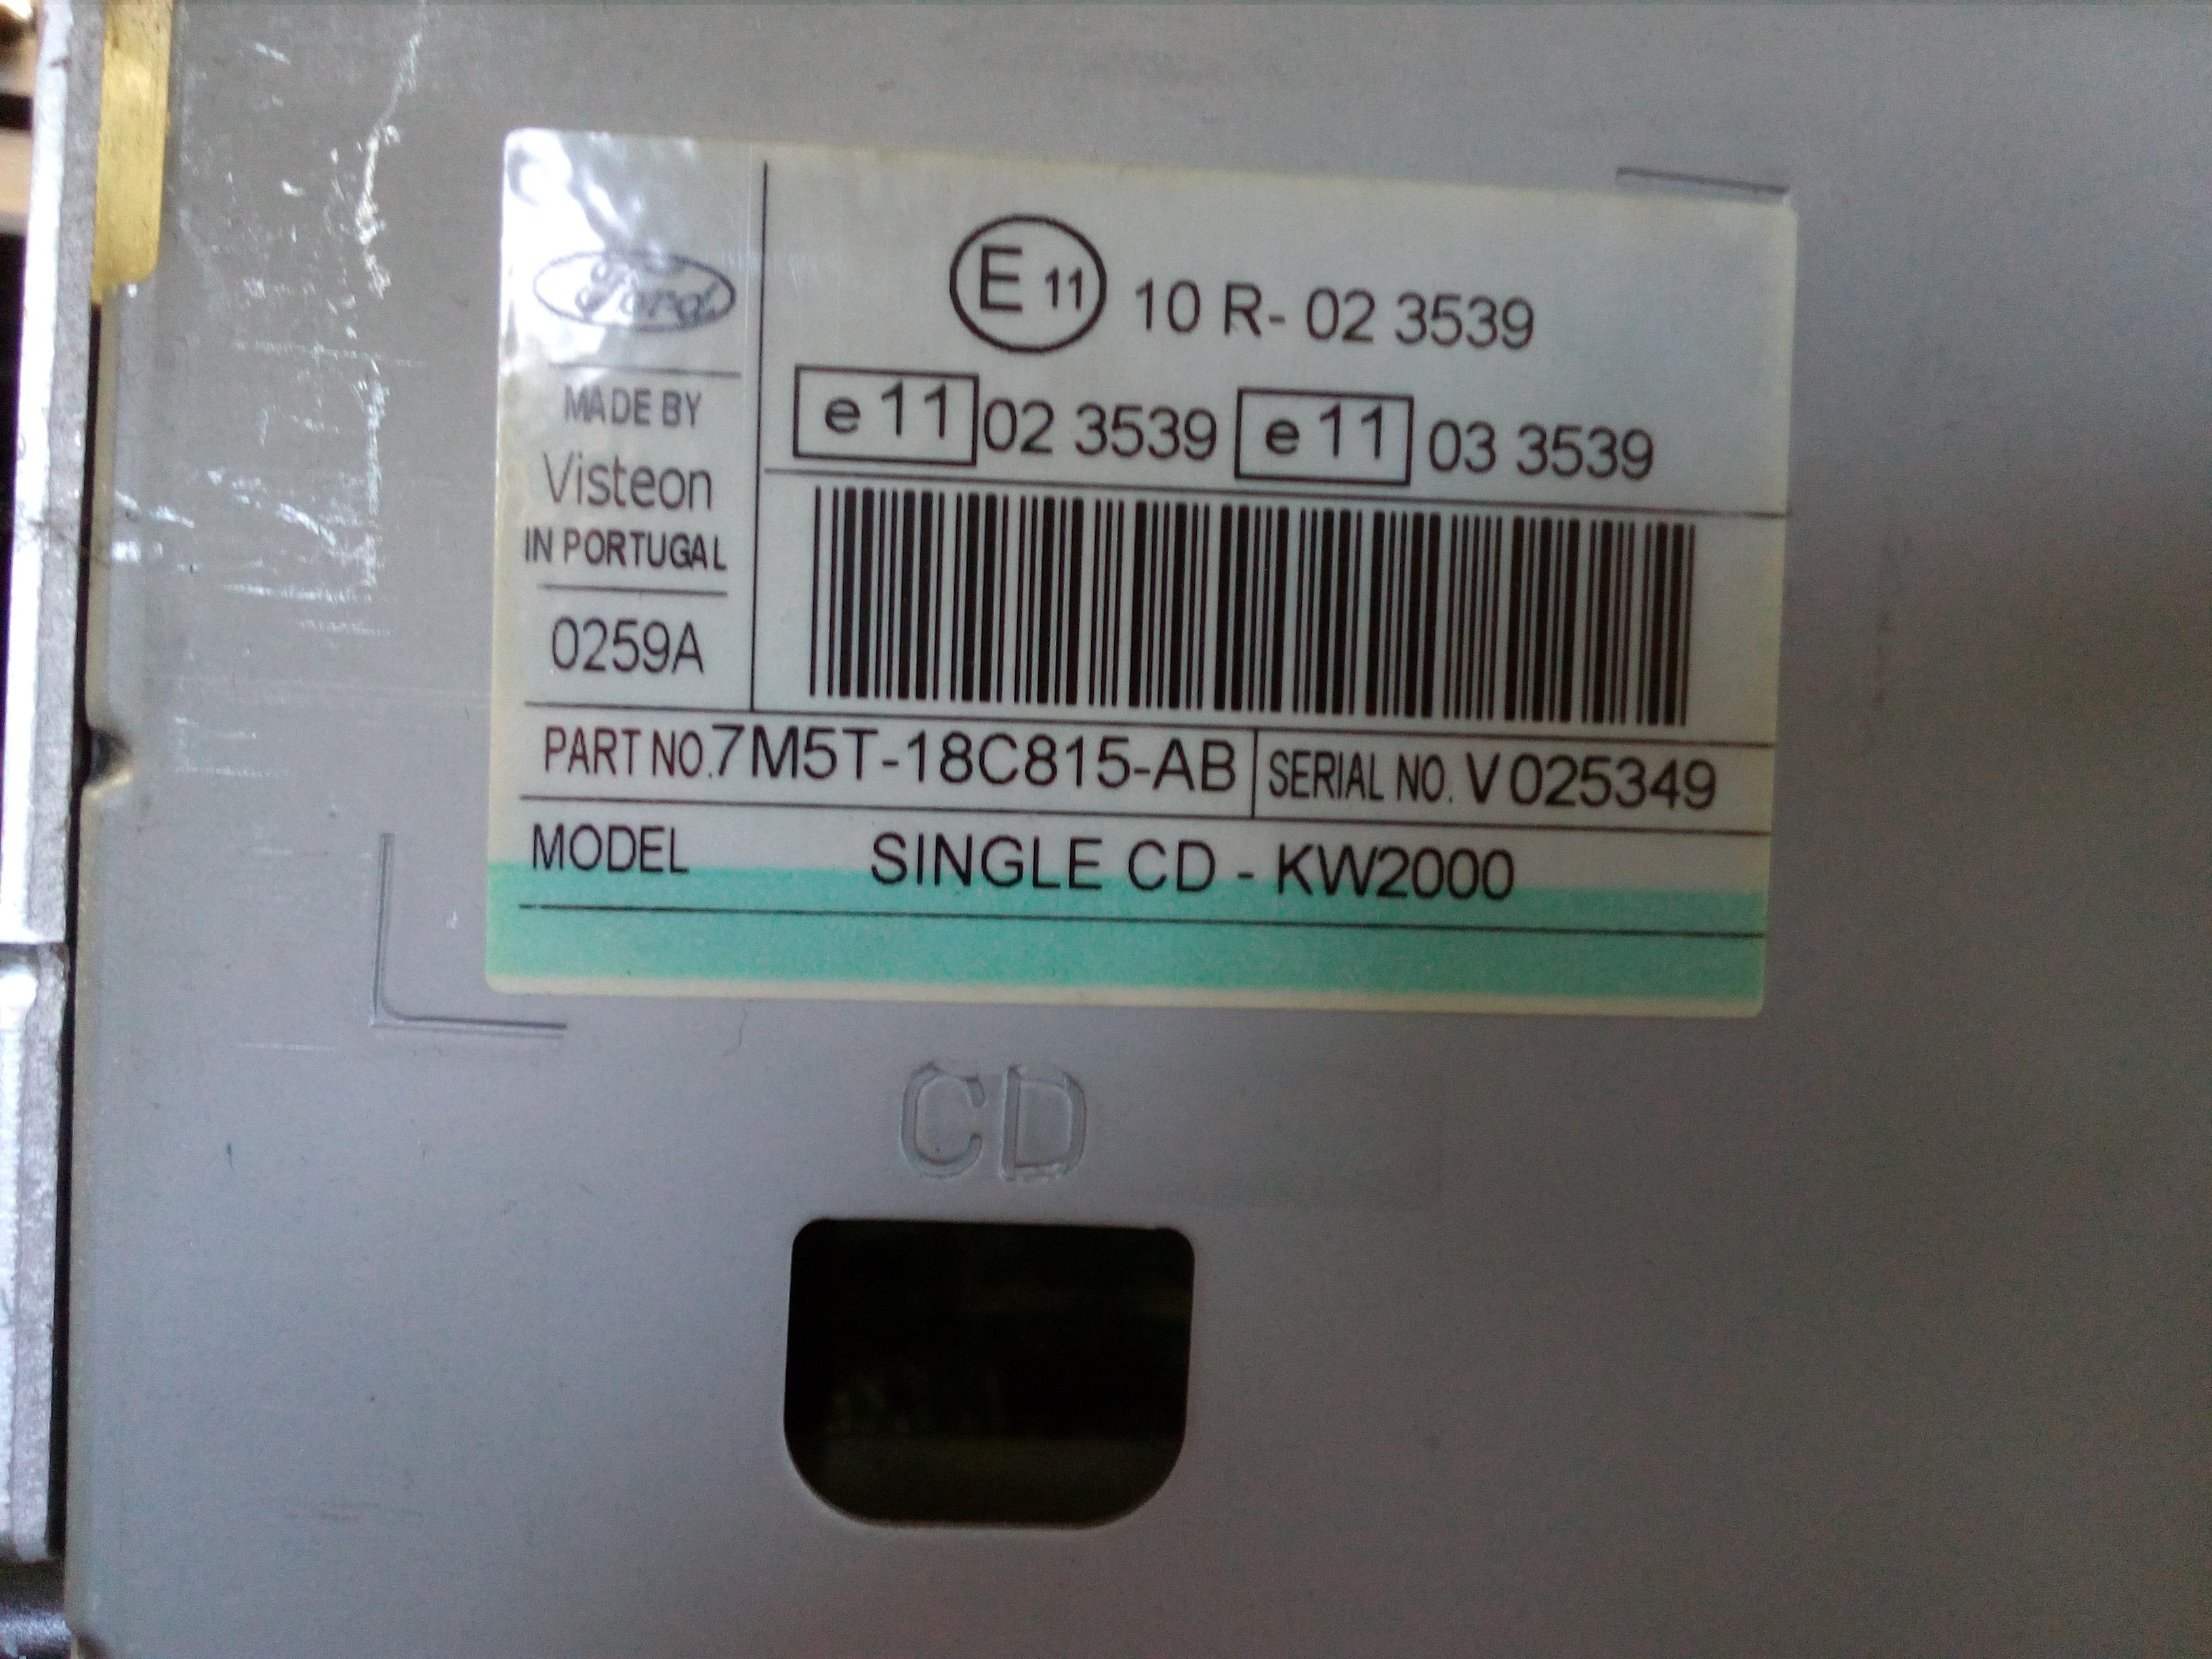 Ford
E 11 10 R- 02 3539
e 11 02 3539 e 11 03 3539
MADE BY
Visteon
IN PORTUGAL
0259A
PART NO. 7M5T-18C815-AB SERIAL NO. V 025349
MODEL SINGLE CD - KW2000
CD